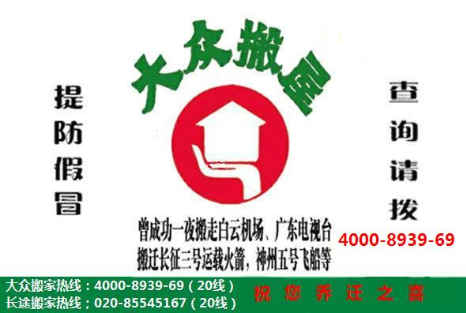 大众搬屋
提防假冒
查询请拨
4000-8939-69
曾成功一夜搬走白云机场、广东电视台
搬迁长征三号运载火箭，神州五号飞船等
大众搬家热线：4000-8939-69（20线）
长途搬家热线；020-85545167（20线）
祝您乔迁之喜